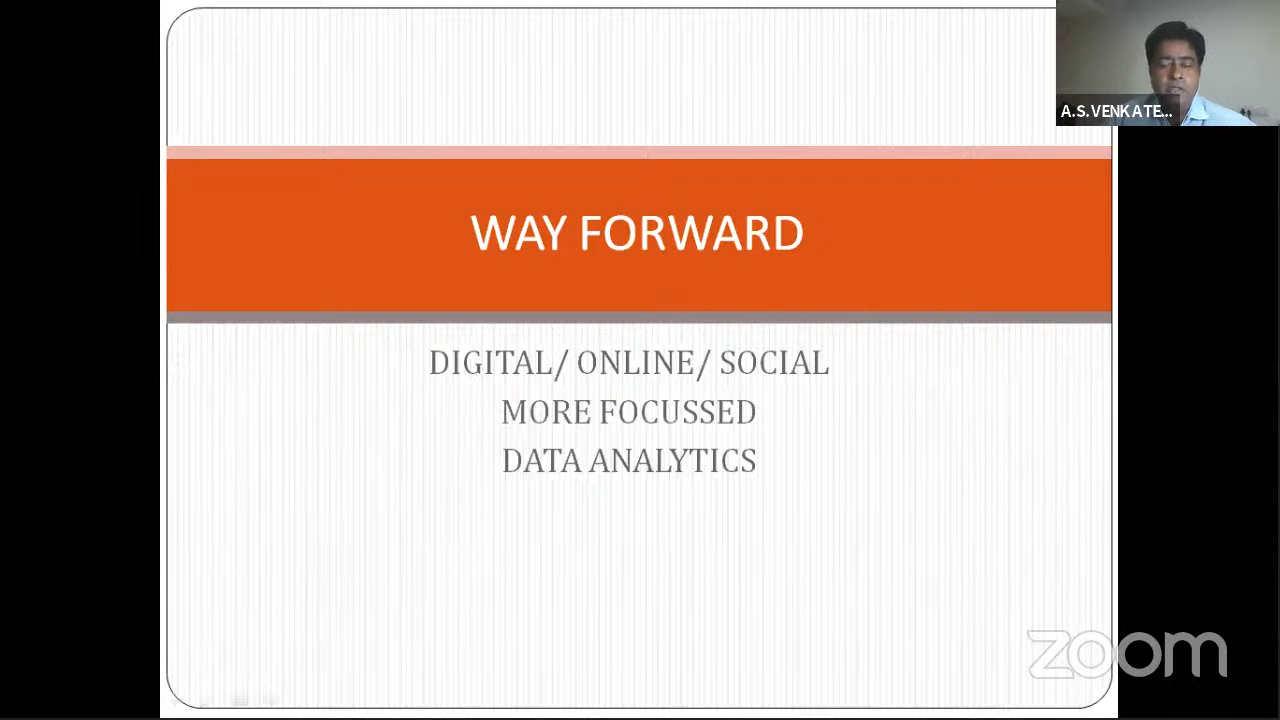 A.S.VENKATE...
WAY FORWARD
DIGITAL/ ONLINE/ SOCIAL
MORE FOCUSSED
DATA ANALYTICS
zoom